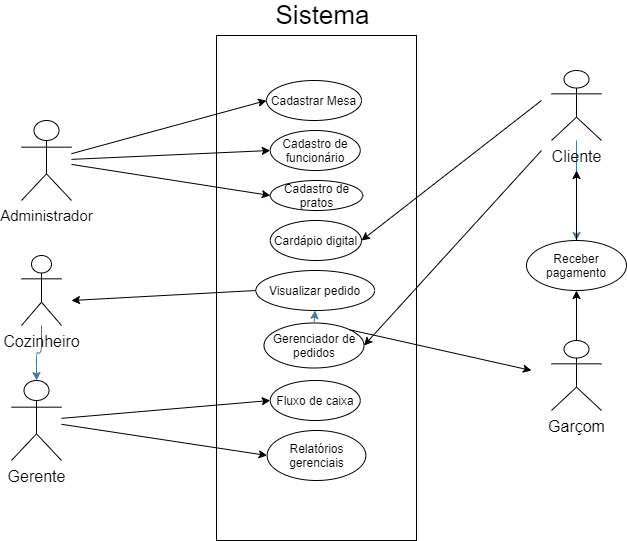 Sistema
Cadastrar Mesa
Cadastro de
funcionário
Cadastro de
pratos
Cardápio digital
Visualizar pedido
Gerenciador de
pedidos
Fluxo de caixa
Relatórios
gerenciais
Administrador
Cozinheiro
Gerente
Cliente
Receber
pagamento
Garçom